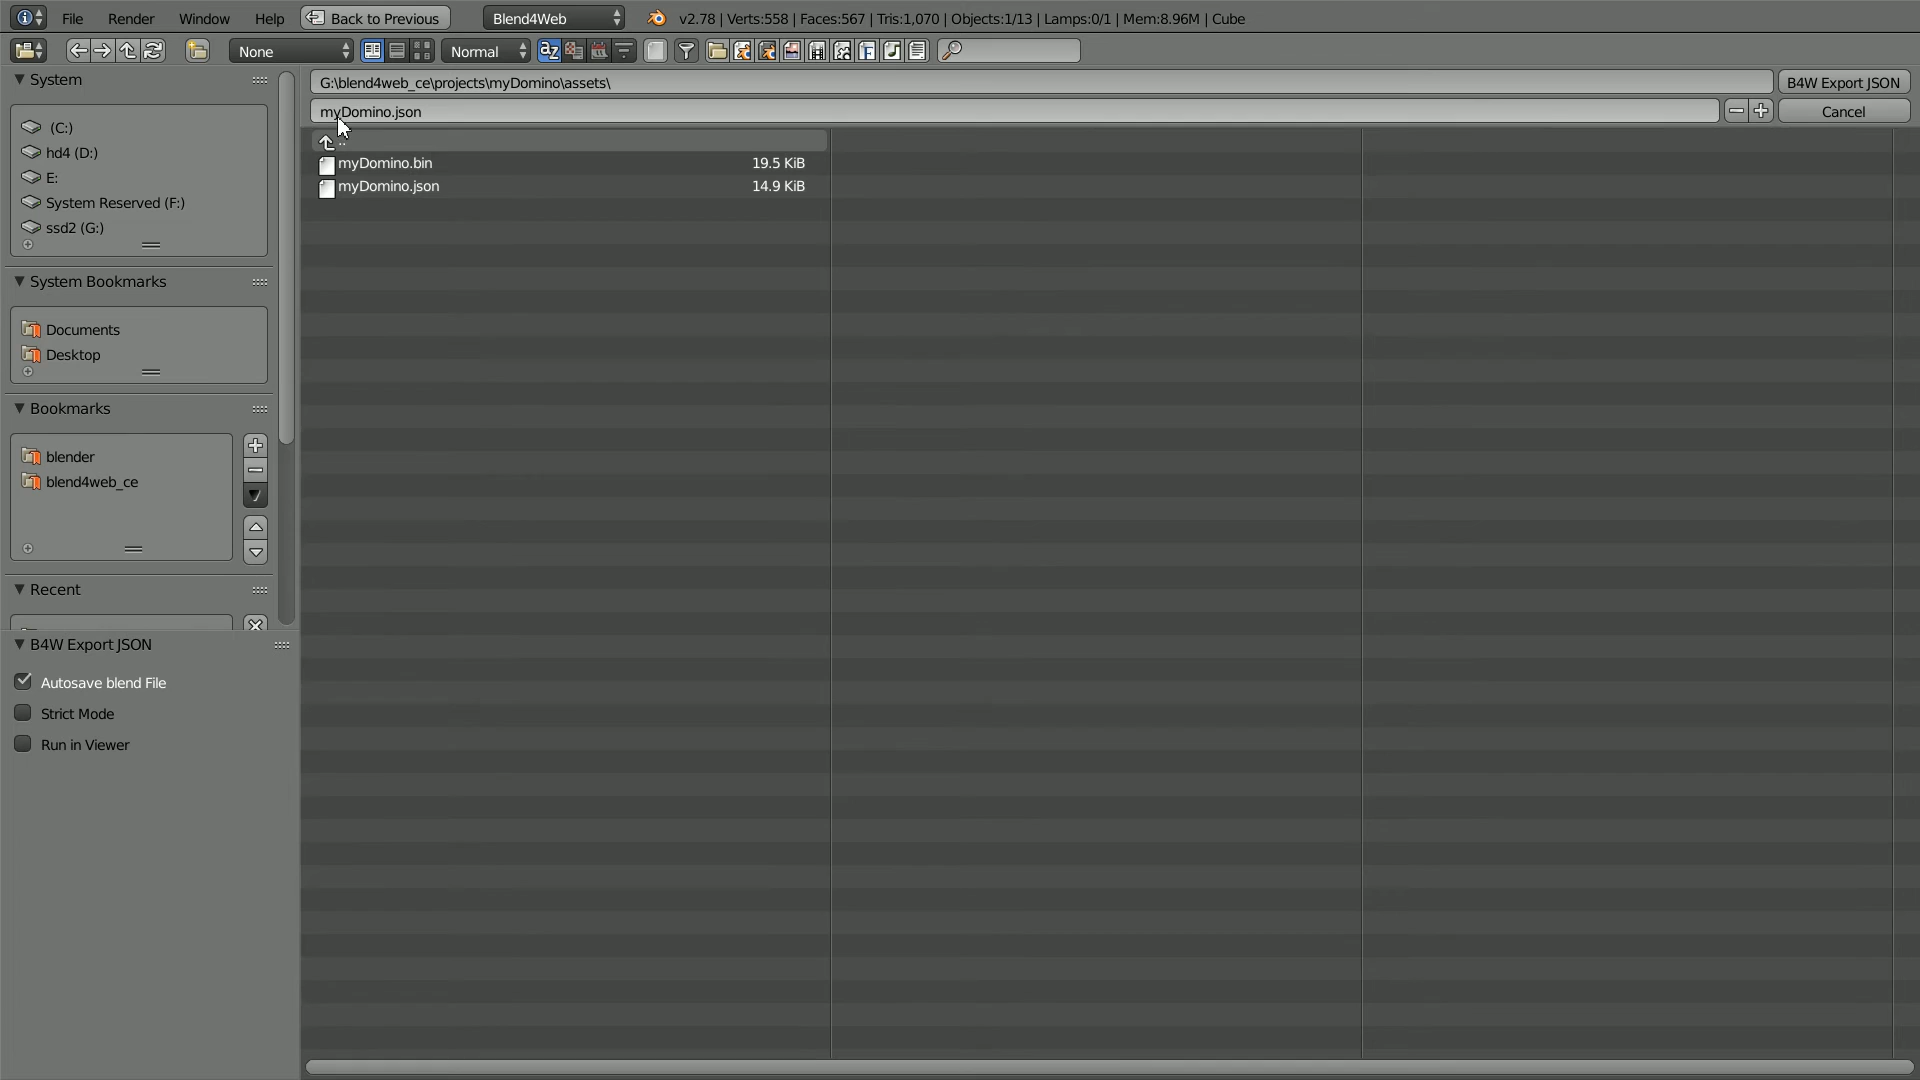 File Render Window Help Back to Previous Blend4Web v2.78 | Verts:558 | Faces:567 | Tris:1,070 | Objects:1/13 | Lamps:0/1 | Mem:8.96M | Cube
None Normal
System
(C:)
hd4 (D:)
E:
System Reserved (F:)
ssd2 (G:)
System Bookmarks
Documents
Desktop
Bookmarks
blender
blend4web_ce
Recent
B4W Export JSON
Autosave blend File
Strict Mode
Run in Viewer
G:\blend4web_ce\projects\myDomino\assets\ B4W Export JSON
myDomino.json Cancel
..
myDomino.bin 19.5 KiB
myDomino.json 14.9 KiB